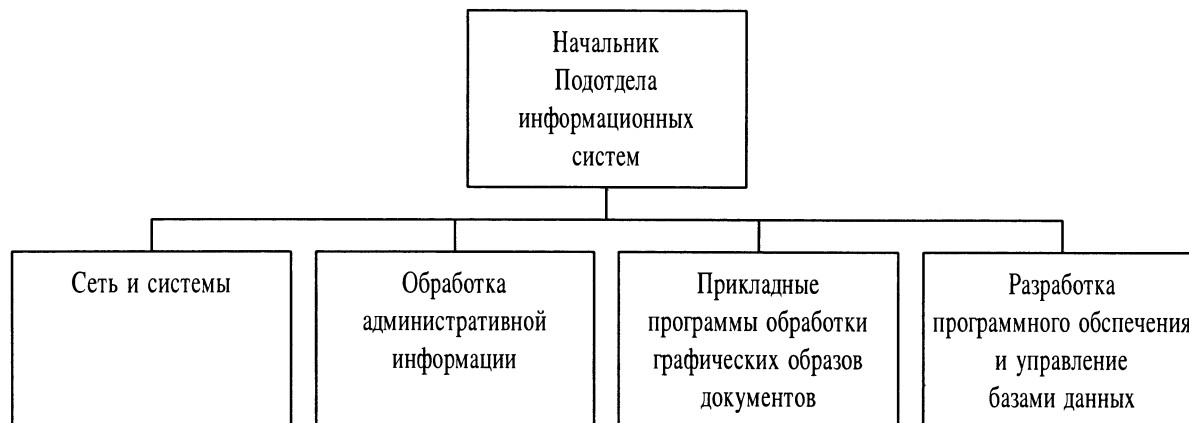 Начальник
Подотдела
информационных
систем
Сеть и системы
Обработка
административной
информации
Прикладные
программы обработки
графических образов
документов
Разработка
программного обспечения
и управление
базами данных